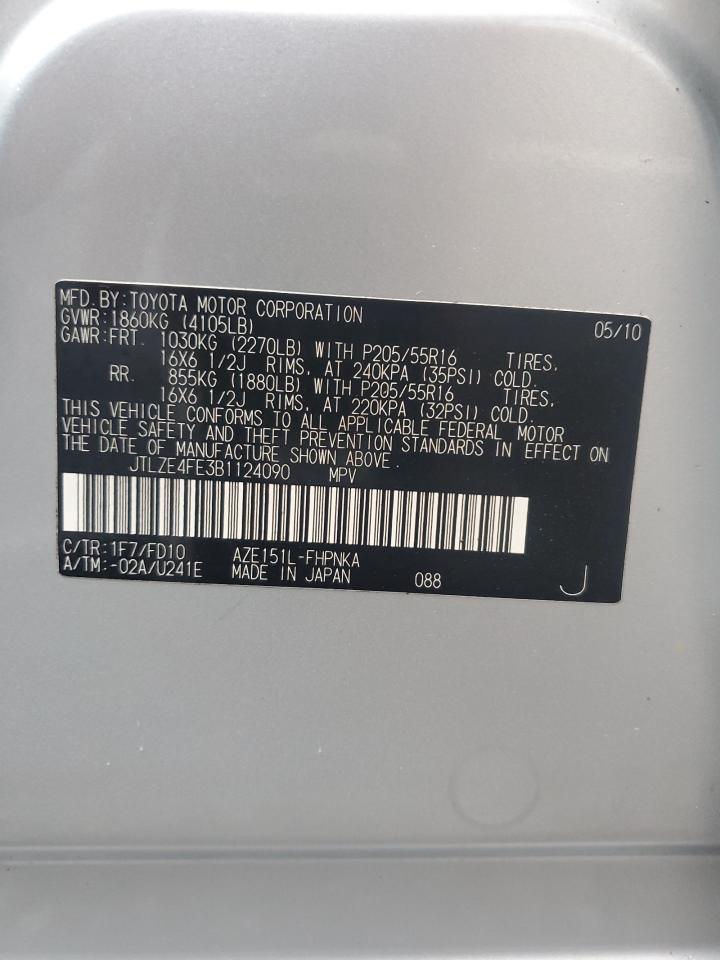 MFD. BY: TOYOTA MOTOR CORPORATION 05/10
GVWR: 1860KG (4105LB)
GAWR: FRT. 1030KG (2270LB) WITH P205/55R16 TIRES,
16X6 1/2J RIMS, AT 240KPA (35PSI) COLD.
RR. 855KG (1880LB) WITH P205/55R16 TIRES,
16X6 1/2J RIMS, AT 220KPA (32PSI) COLD.
THIS VEHICLE CONFORMS TO ALL APPLICABLE FEDERAL MOTOR
VEHICLE SAFETY AND THEFT PREVENTION STANDARDS IN EFFECT ON
THE DATE OF MANUFACTURE SHOWN ABOVE.
JTLZE4FE3B1124090 MPV
C/TR: 1F7/FD10 AZE151L-FHPNKA
A/TM: -02A/U241E MADE IN JAPAN 088 J